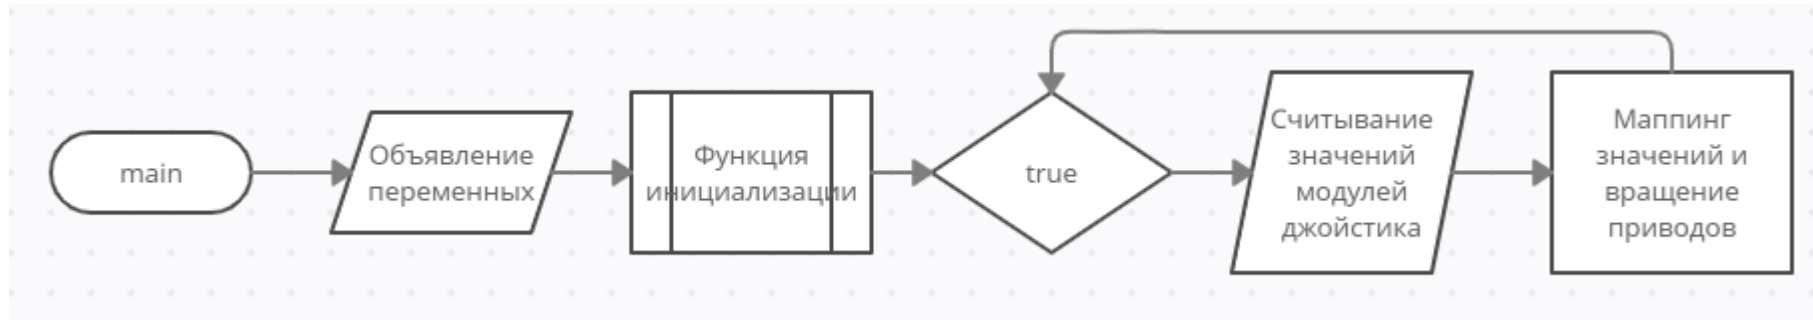 main
Объявление
переменных
Функция
инициализации
true
Считывание
значений
модулей
джойстика
Маппинг
значений и
вращение
приводов